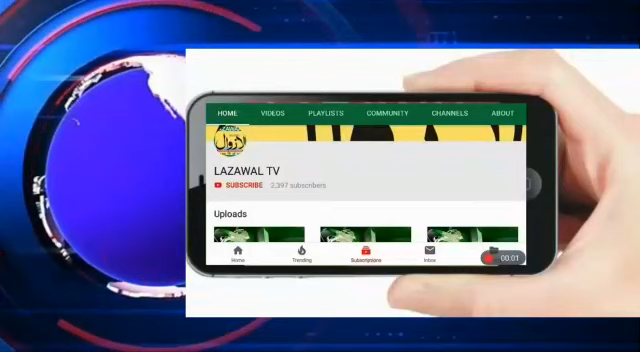 HOME VIDEOS PLAYLISTS COMMUNITY CHANNELS ABOUT
LAZAWAL TV
SUBSCRIBE 2,397 subscribers
Uploads
Home Trending Subscriptions Inbox
00:01